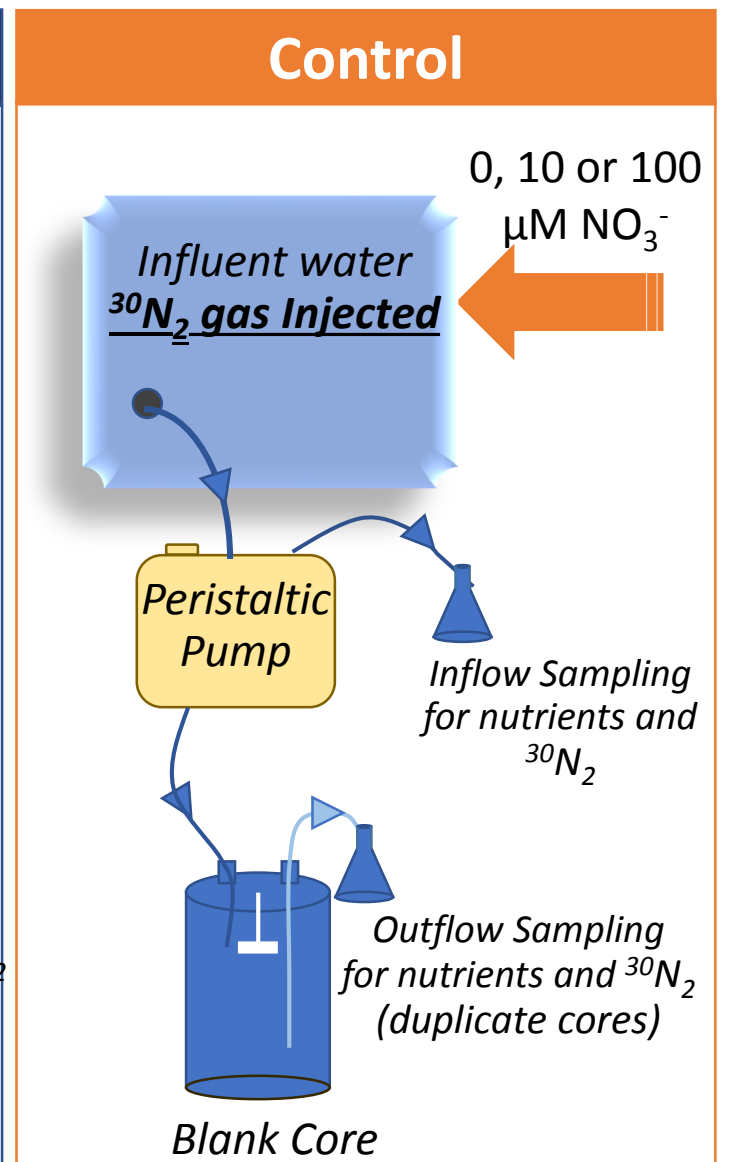 Control
0, 10 or 100
µM NO₃⁻
Influent water
³⁰N₂ gas Injected
Peristaltic
Pump
Inflow Sampling
for nutrients and
³⁰N₂
Outflow Sampling
for nutrients and ³⁰N₂
(duplicate cores)
Blank Core